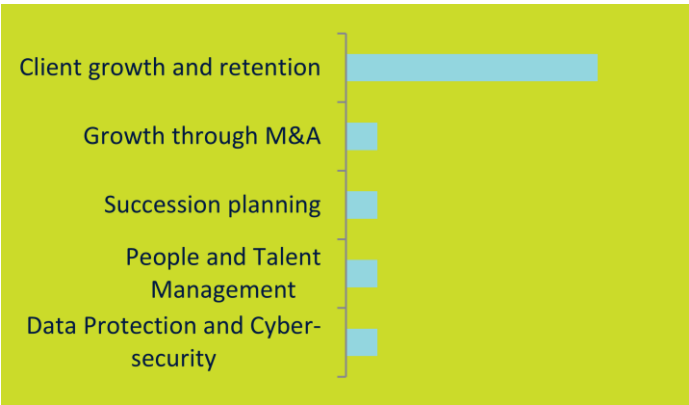 Client growth and retention
Growth through M&A
Succession planning
People and Talent
Management
Data Protection and Cyber-
security